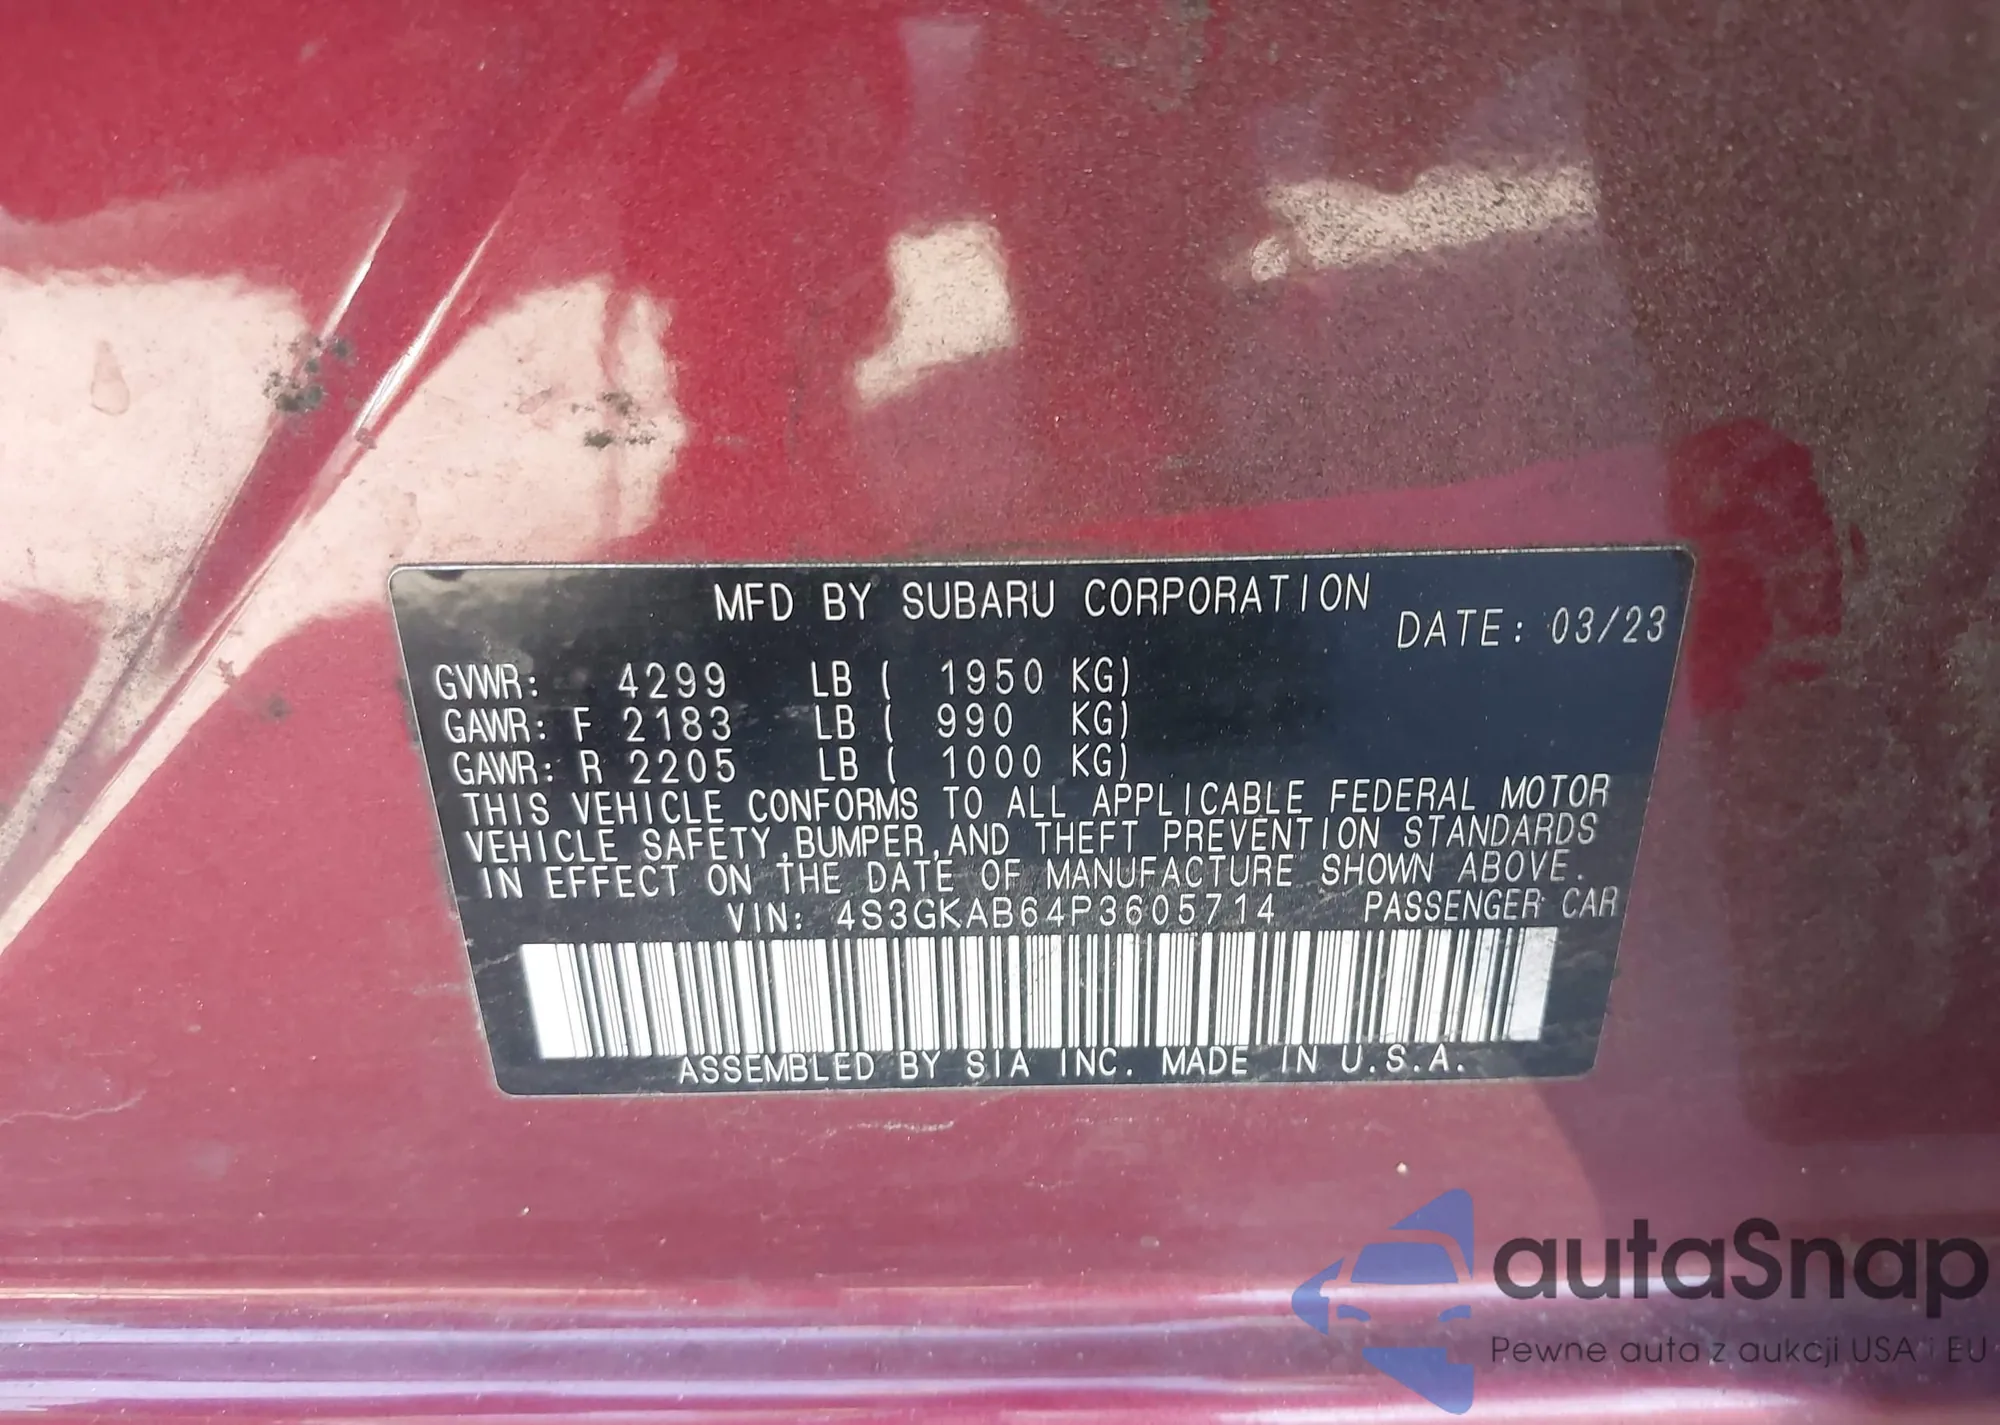 MFD BY SUBARU CORPORATION
DATE: 03/23
GVWR: 4299 LB ( 1950 KG)
GAWR: F 2183 LB ( 990 KG)
GAWR: R 2205 LB ( 1000 KG)
THIS VEHICLE CONFORMS TO ALL APPLICABLE FEDERAL MOTOR
VEHICLE SAFETY,BUMPER,AND THEFT PREVENTION STANDARDS
IN EFFECT ON THE DATE OF MANUFACTURE SHOWN ABOVE.
VIN: 4S3GKAB64P3605714 PASSENGER CAR
ASSEMBLED BY SIA INC. MADE IN U.S.A.
autaSnap
Pewne auta z aukcji USA i EU